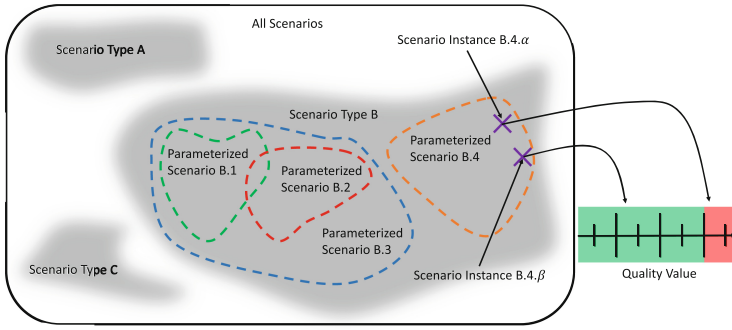 All Scenarios
Scenario Instance B.4.α
Scenario Type A
Scenario Type B
Parameterized
Scenario B.1
Parameterized
Scenario B.2
Parameterized
Scenario B.4
Parameterized
Scenario B.3
Scenario Type C
Scenario Instance B.4.β
Quality Value